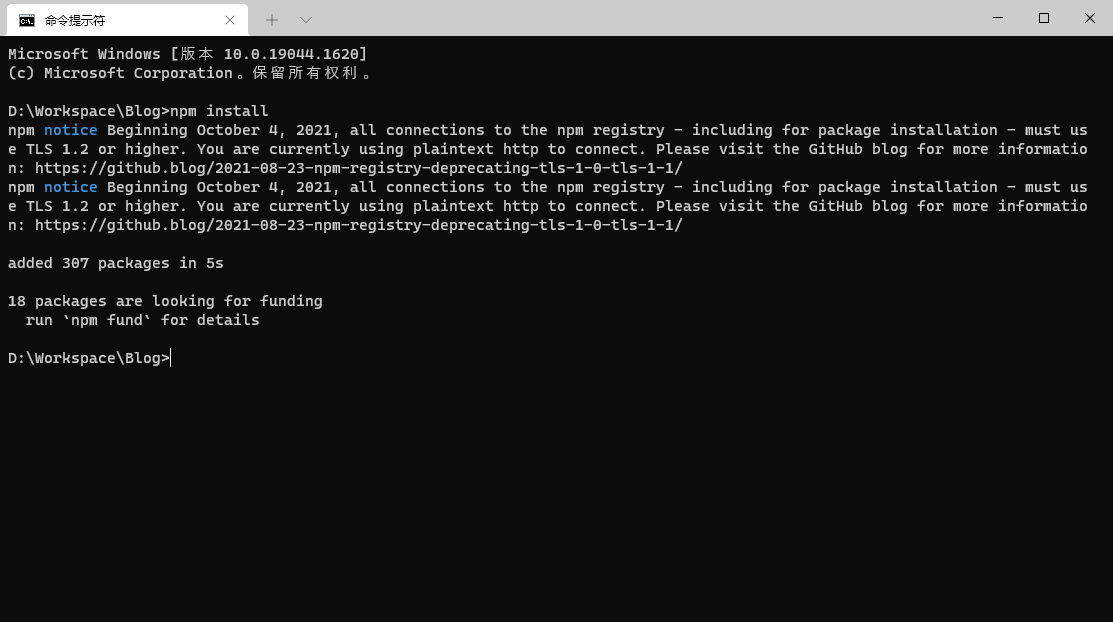 命令提示符
Microsoft Windows [版本 10.0.19044.1620]
(c) Microsoft Corporation。保留所有权利。
D:\Workspace\Blog>npm install
npm notice Beginning October 4, 2021, all connections to the npm registry - including for package installation - must us
e TLS 1.2 or higher. You are currently using plaintext http to connect. Please visit the GitHub blog for more informatio
n: https://github.blog/2021-08-23-npm-registry-deprecating-tls-1-0-tls-1-1/
npm notice Beginning October 4, 2021, all connections to the npm registry - including for package installation - must us
e TLS 1.2 or higher. You are currently using plaintext http to connect. Please visit the GitHub blog for more informatio
n: https://github.blog/2021-08-23-npm-registry-deprecating-tls-1-0-tls-1-1/
added 307 packages in 5s
18 packages are looking for funding
  run `npm fund` for details
D:\Workspace\Blog>